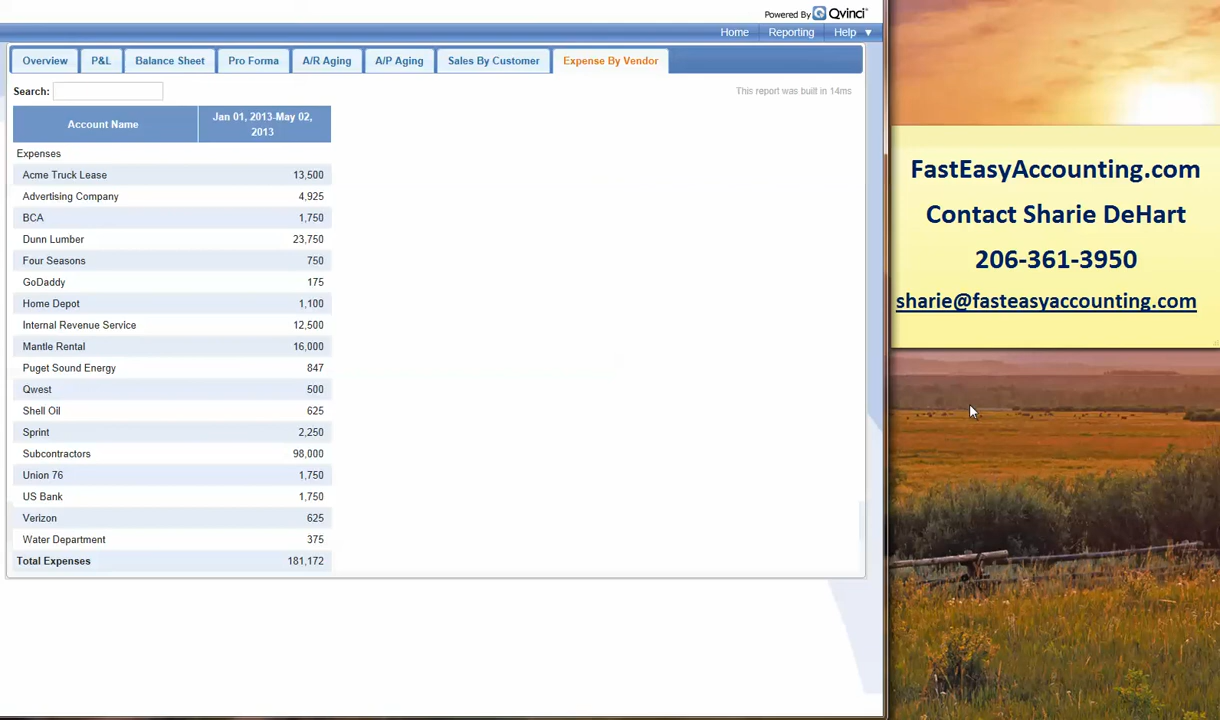 Powered By Qvinci
Home Reporting Help
Overview P&L Balance Sheet Pro Forma A/R Aging A/P Aging Sales By Customer Expense By Vendor
Search:
This report was built in 14ms
Account Name
Jan 01, 2013-May 02,
2013
Expenses
Acme Truck Lease 13,500
Advertising Company 4,925
BCA 1,750
Dunn Lumber 23,750
Four Seasons 750
GoDaddy 175
Home Depot 1,100
Internal Revenue Service 12,500
Mantle Rental 16,000
Puget Sound Energy 847
Qwest 500
Shell Oil 625
Sprint 2,250
Subcontractors 98,000
Union 76 1,750
US Bank 1,750
Verizon 625
Water Department 375
Total Expenses 181,172
FastEasyAccounting.com
Contact Sharie DeHart
206-361-3950
sharie@fasteasyaccounting.com